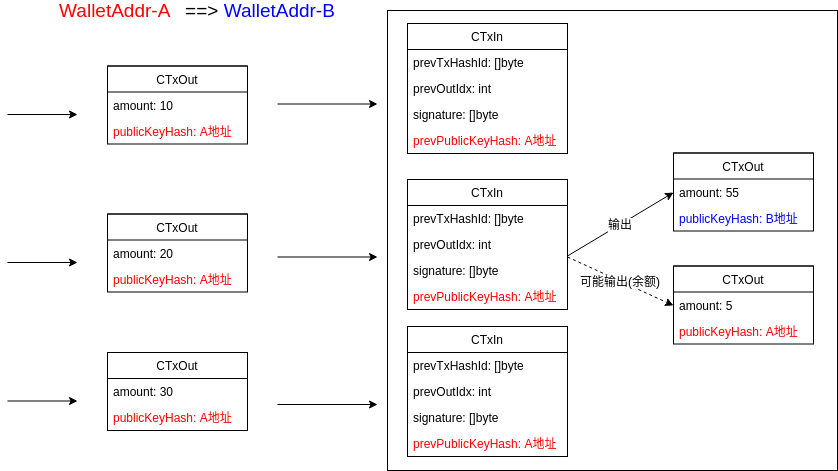 WalletAddr-A ==> WalletAddr-B
CTxOut
amount: 10
publicKeyHash: A地址
CTxIn
prevTxHashId: []byte
prevOutIdx: int
signature: []byte
prevPublicKeyHash: A地址
CTxOut
amount: 20
publicKeyHash: A地址
CTxIn
prevTxHashId: []byte
prevOutIdx: int
signature: []byte
prevPublicKeyHash: A地址
输出
可能输出(余额)
CTxOut
amount: 55
publicKeyHash: B地址
CTxOut
amount: 5
publicKeyHash: A地址
CTxOut
amount: 30
publicKeyHash: A地址
CTxIn
prevTxHashId: []byte
prevOutIdx: int
signature: []byte
prevPublicKeyHash: A地址